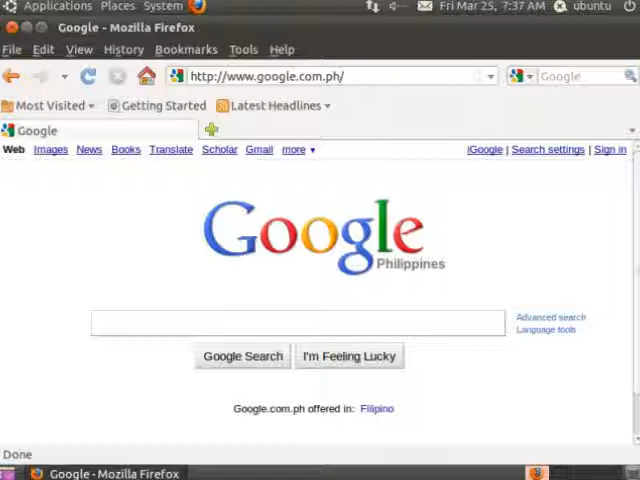 Applications Places System Fri Mar 25, 7:37 AM ubuntu
Google - Mozilla Firefox
File Edit View History Bookmarks Tools Help
http://www.google.com.ph/ Google
Most Visited Getting Started Latest Headlines
Google
Web Images News Books Translate Scholar Gmail more iGoogle | Search settings | Sign in
Google
Philippines
Advanced search
Language tools
Google Search I'm Feeling Lucky
Google.com.ph offered in: Filipino
Done
Google - Mozilla Firefox